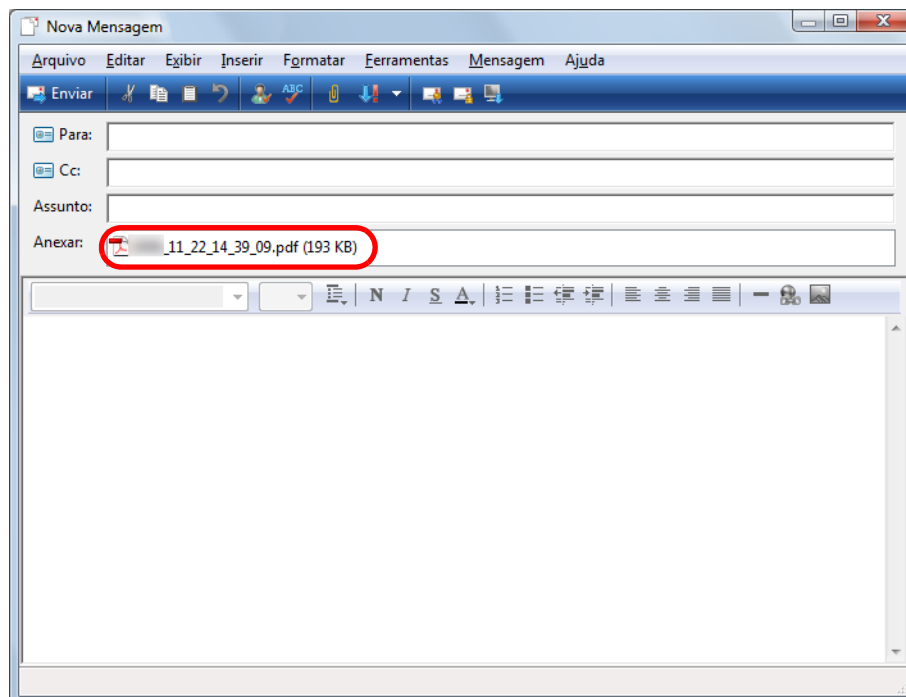 Nova Mensagem
Arquivo Editar Exibir Inserir Formatar Ferramentas Mensagem Ajuda
Enviar ABC
Para:
Cc:
Assunto:
Anexar: _11_22_14_39_09.pdf (193 KB)
N I S A